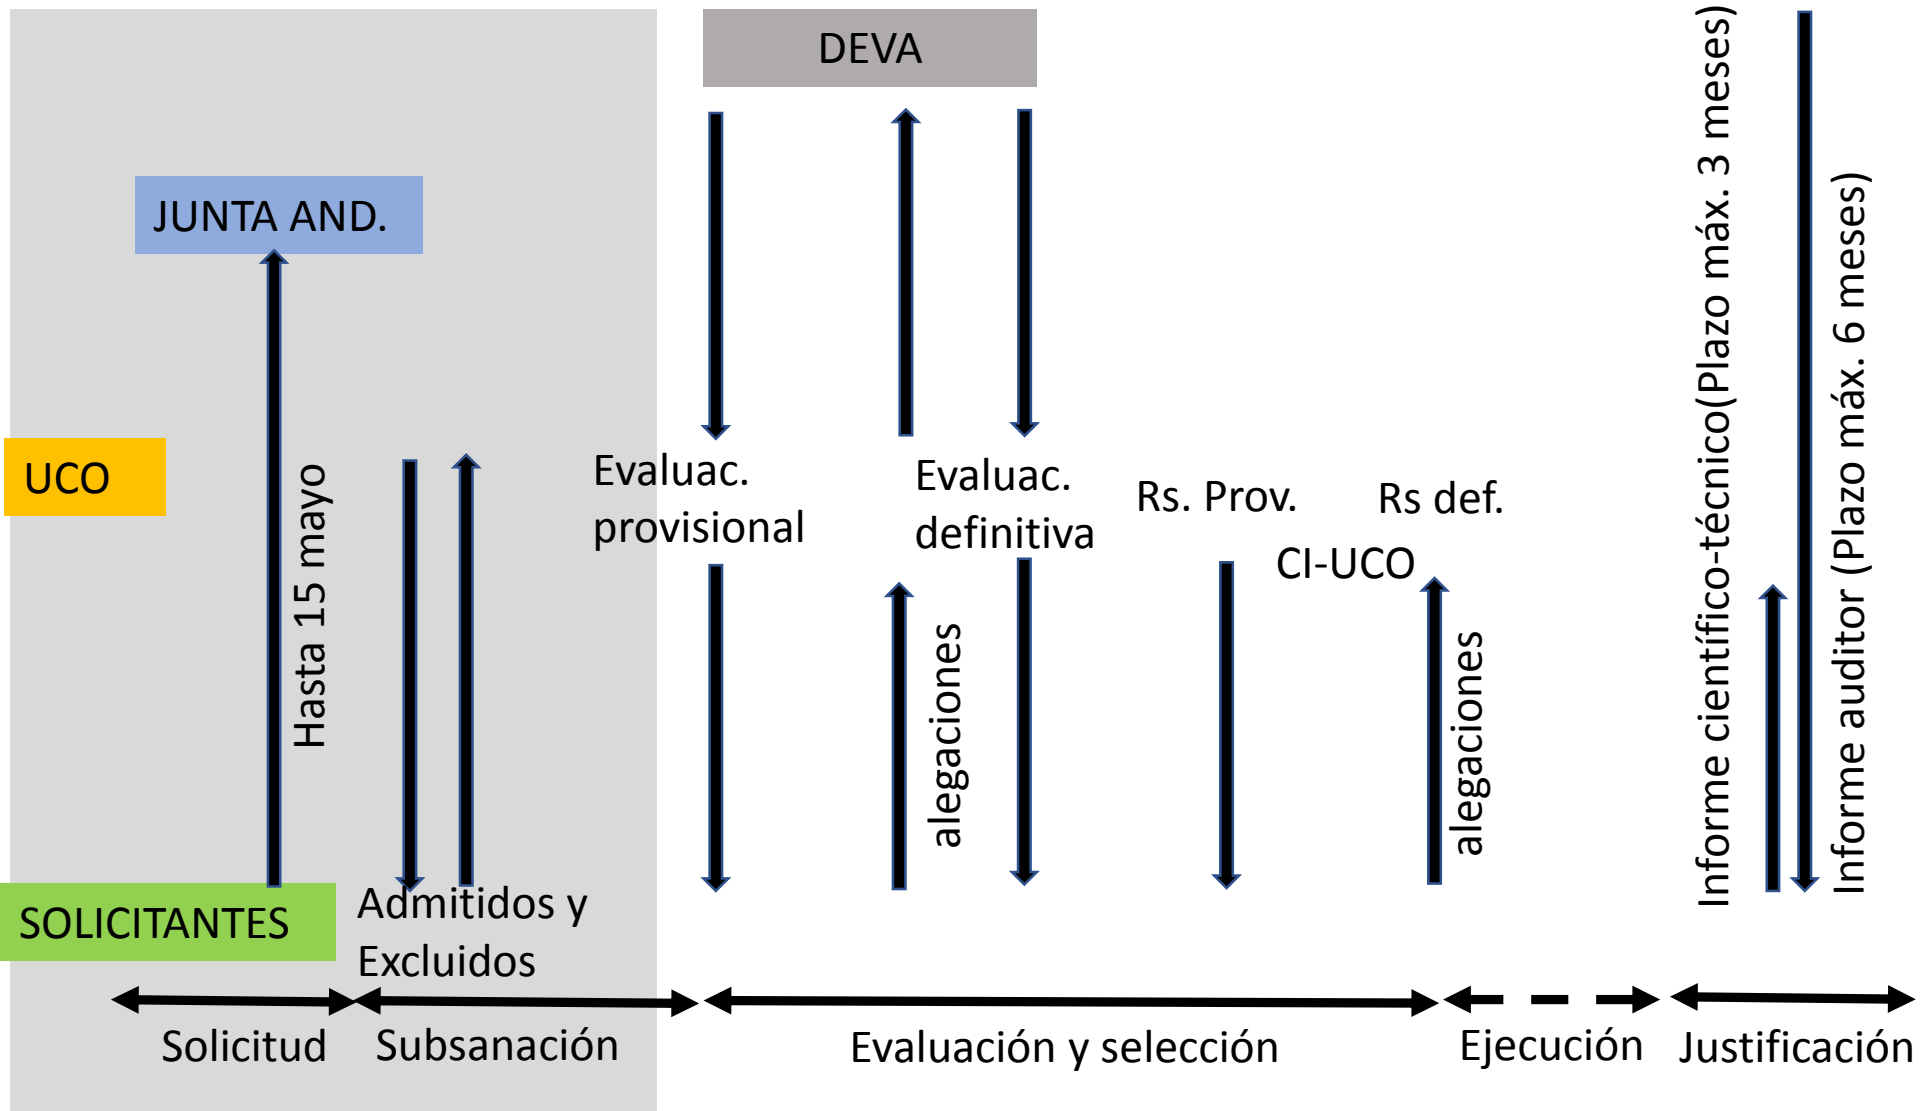 DEVA
JUNTA AND.
UCO
Hasta 15 mayo
SOLICITANTES
Admitidos y
Excluidos
Evaluac.
provisional
Evaluac.
definitiva
alegaciones
Rs. Prov.
CI-UCO
Rs def.
alegaciones
Informe científico-técnico(Plazo máx. 3 meses)
Informe auditor (Plazo máx. 6 meses)
Solicitud
Subsanación
Evaluación y selección
Ejecución
Justificación